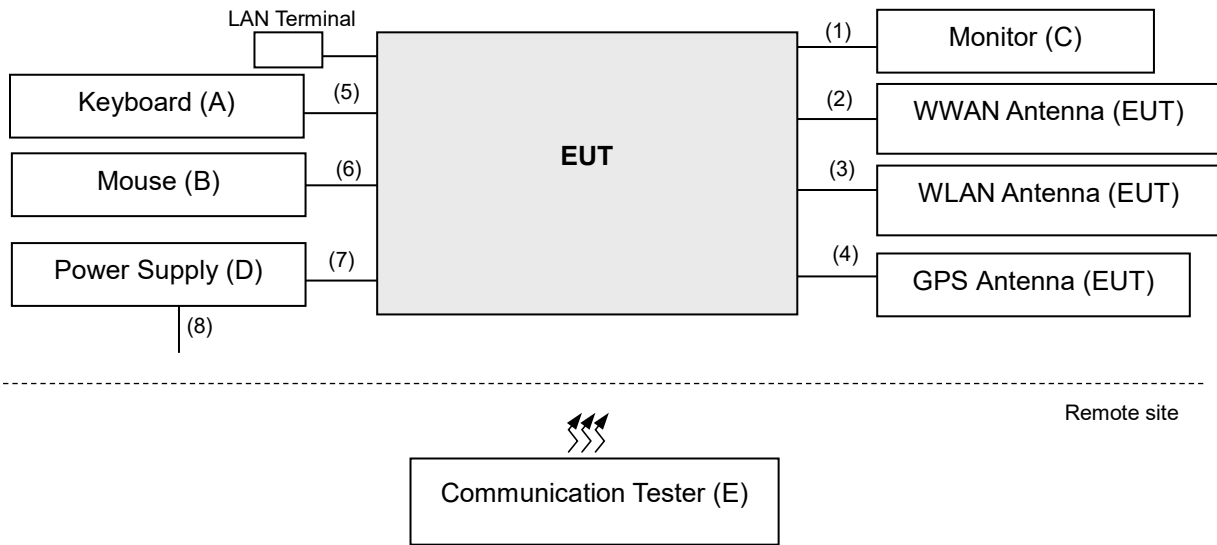 LAN Terminal
(1)
Monitor (C)
Keyboard (A)
(5)
(2)
WWAN Antenna (EUT)
EUT
Mouse (B)
(6)
(3)
WLAN Antenna (EUT)
Power Supply (D)
(7)
(4)
GPS Antenna (EUT)
(8)
Remote site
Communication Tester (E)